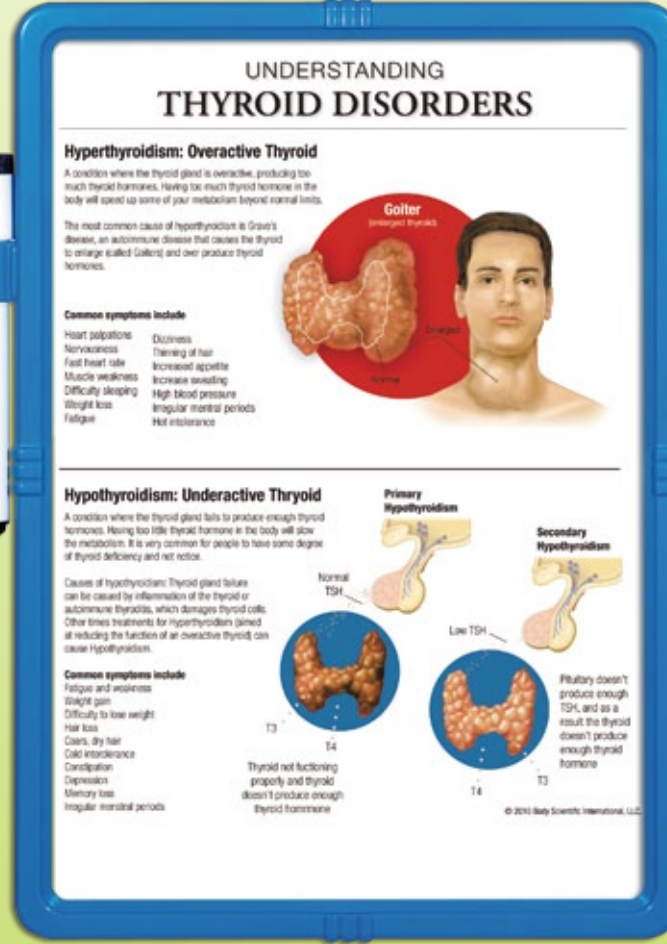 UNDERSTANDING
THYROID DISORDERS
Hyperthyroidism: Overactive Thyroid
A condition where the thyroid gland is overactive, producing too
much thyroid hormones. Having too much thyroid hormone in the
body will speed up some of your metabolism beyond normal limits.
The most common cause of hyperthyroidism is Grave's
disease, an autoimmune disease that causes the thyroid
to enlarge (called Goiters) and over produce thyroid
hormones.
Goiter
(enlarged thyroid)
Enlarged
Normal
Common symptoms include
Heart palpations
Nervousness
Fast heart rate
Muscle weakness
Difficulty sleeping
Weight loss
Fatigue
Dizziness
Thinning of hair
Increased appetite
Increase sweating
High blood pressure
Irregular mentral periods
Hot intolerance
Hypothyroidism: Underactive Thryoid
A condition where the thyroid gland fails to produce enough thyroid
hormones. Having too little thyroid hormone in the body will slow
the metabolism. It is very common for people to have some degree
of thyroid deficiency and not notice.
Causes of hypothyroidism: Thyroid gland failure
can be casued by inflammation of the thyroid or
autoimmune thyroditis, which damages thyroid cells.
Other times treatments for Hyperthyroidism (aimed
at reducing the function of an overactive thyroid) can
cause Hypothyroidism.
Common symptoms include
Fatigue and weakness
Weight gain
Difficulty to lose weight
Hair loss
Coars, dry hair
Cold intorclerance
Constipation
Depression
Memory loss
Irregular menstral periods
Primary
Hypothyroidism
Normal
TSH
T3
T4
Thyroid not fuctioning
properly and thyroid
doesn't produce enough
thyroid hommmone
Secondary
Hypothyroidism
Low TSH
T4
T3
Pituitary doesn't
produce enough
TSH, and as a
result the thyroid
doesn't produce
enough thyroid
hormone
© 2010 Body Scientific International, LLC.